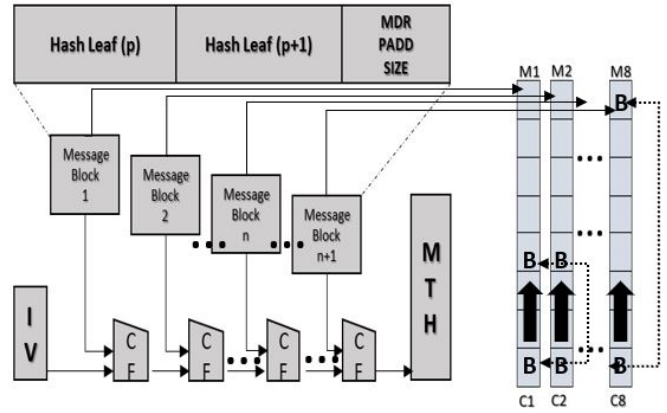 Hash Leaf (p)
Hash Leaf (p+1)
MDR
PADD
SIZE
M1
M2
M8
B
Message
Block
1
Message
Block
2
Message
Block
n
Message
Block
n+1
M
T
H
B
B
I
V
C
F
C
F
C
F
C
F
B
B
B
C1
C2
C8